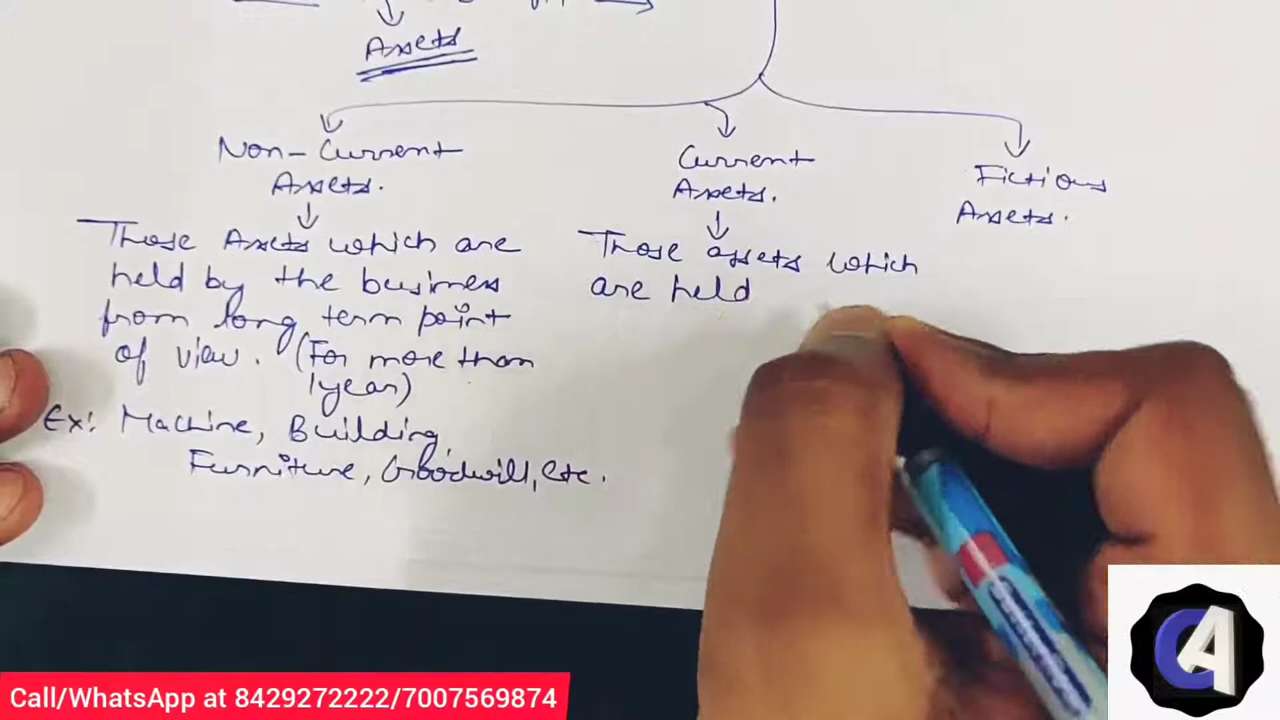 Assets
Non-Current
Assets.
Those Assets which are
held by the business
from long term point
of view. (For more than
1year)
Ex: Machine, Building,
Furniture, Goodwill, Etc.
Current
Assets.
Those assets which
are held
Fictious
Assets.
Call/WhatsApp at 8429272222/7007569874
CA